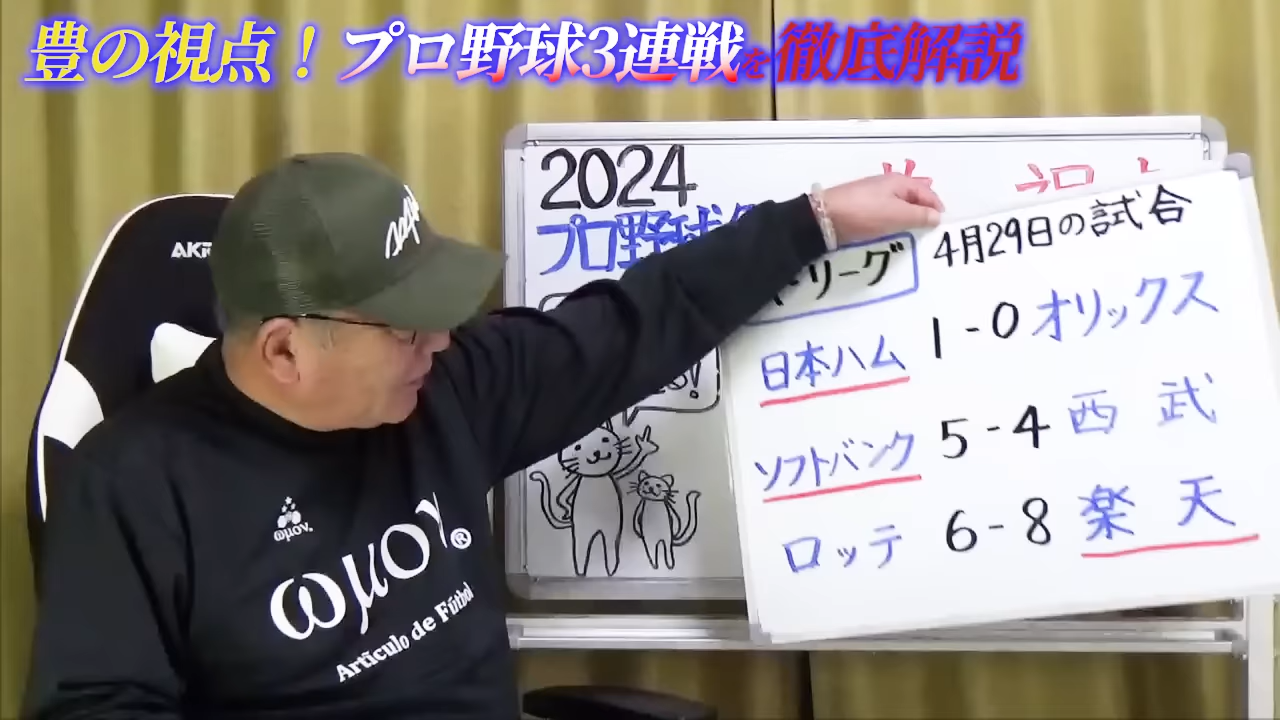 豊の視点！プロ野球3連戦を徹底解説
2024
プロ野球
リーグ
4月29日の試合
日本ハム 1-0 オリックス
ソフトバンク 5-4 西武
ロッテ 6-8 楽天
ωμον.
ωμον®
Artículo de Fútbol